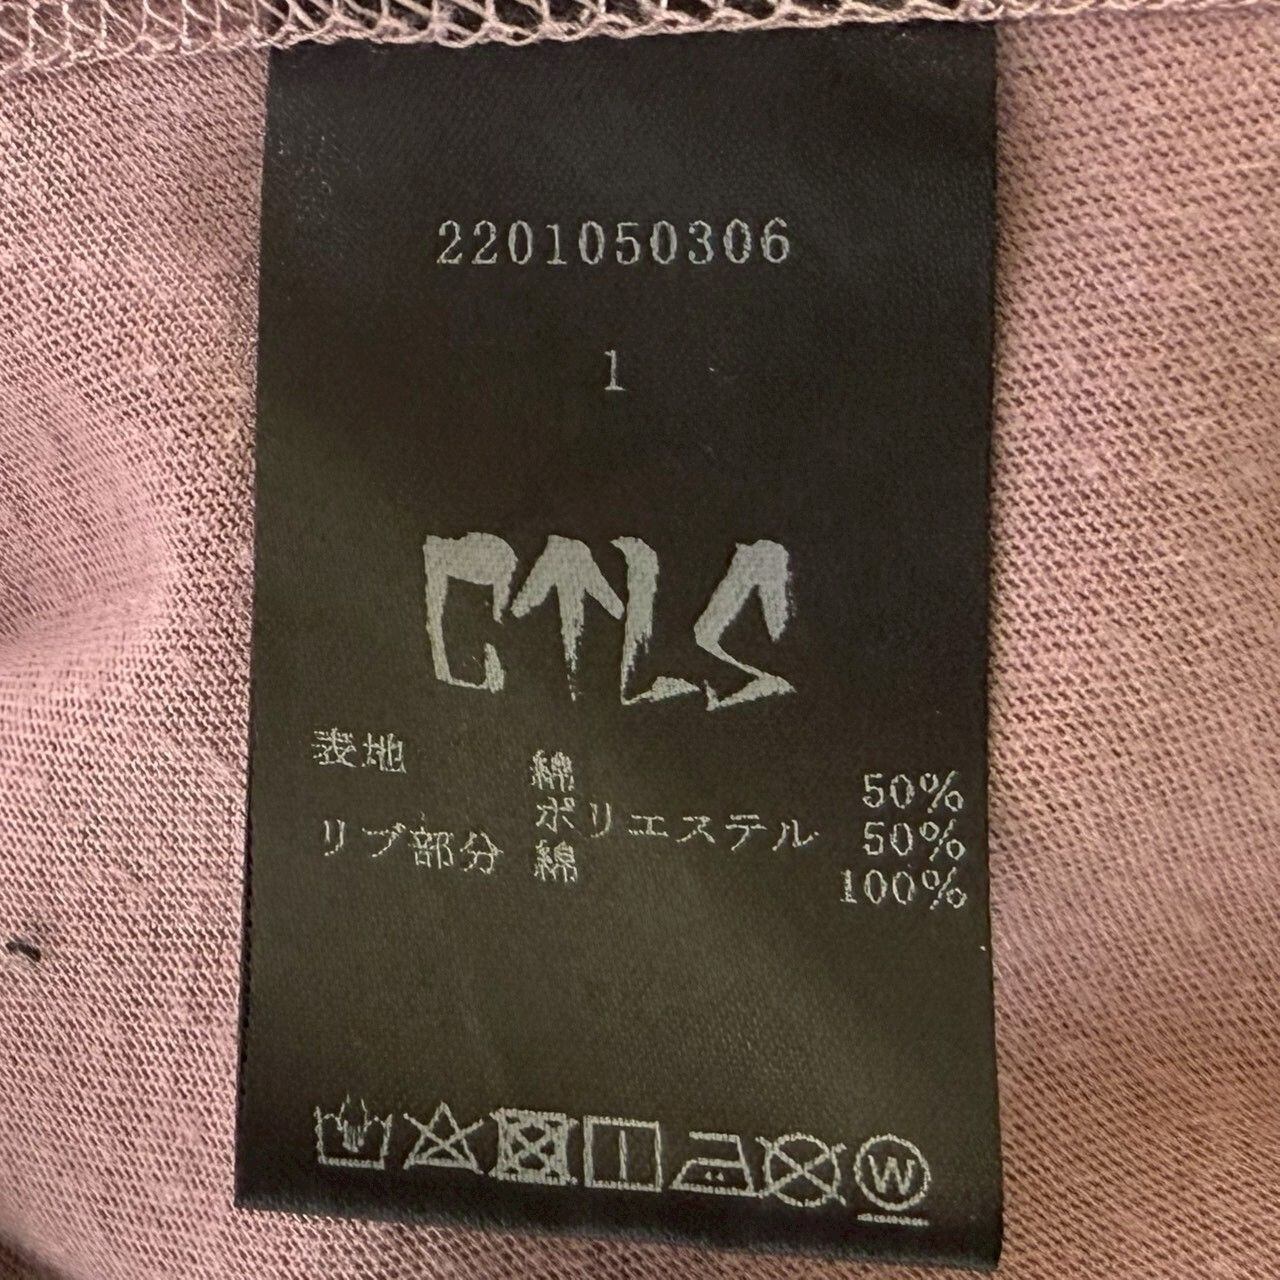 2201050306
1
CTLS
表地 綿 50%
ポリエステル 50%
リブ部分 綿 100%
W